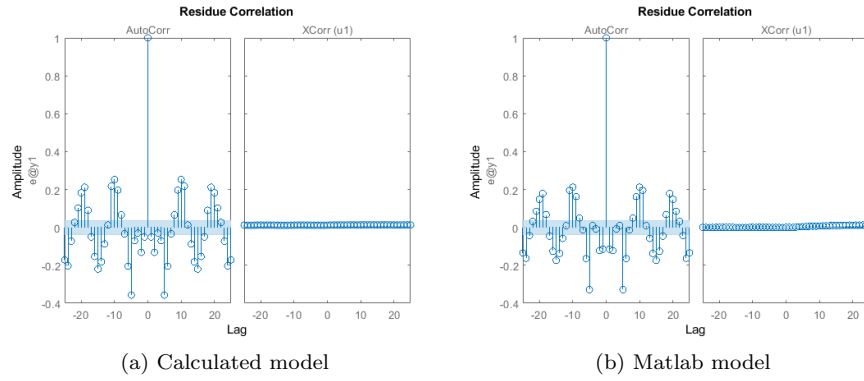 Residue Correlation
AutoCorr
XCorr (u1)
1
0.8
0.6
0.4
0.2
0
-0.2
-0.4
Amplitude
e@y1
-20 -10 0 10 20
-20 -10 0 10 20
Lag
(a) Calculated model
Residue Correlation
AutoCorr
XCorr (u1)
1
0.8
0.6
0.4
0.2
0
-0.2
-0.4
Amplitude
e@y1
-20 -10 0 10 20
-20 -10 0 10 20
Lag
(b) Matlab model